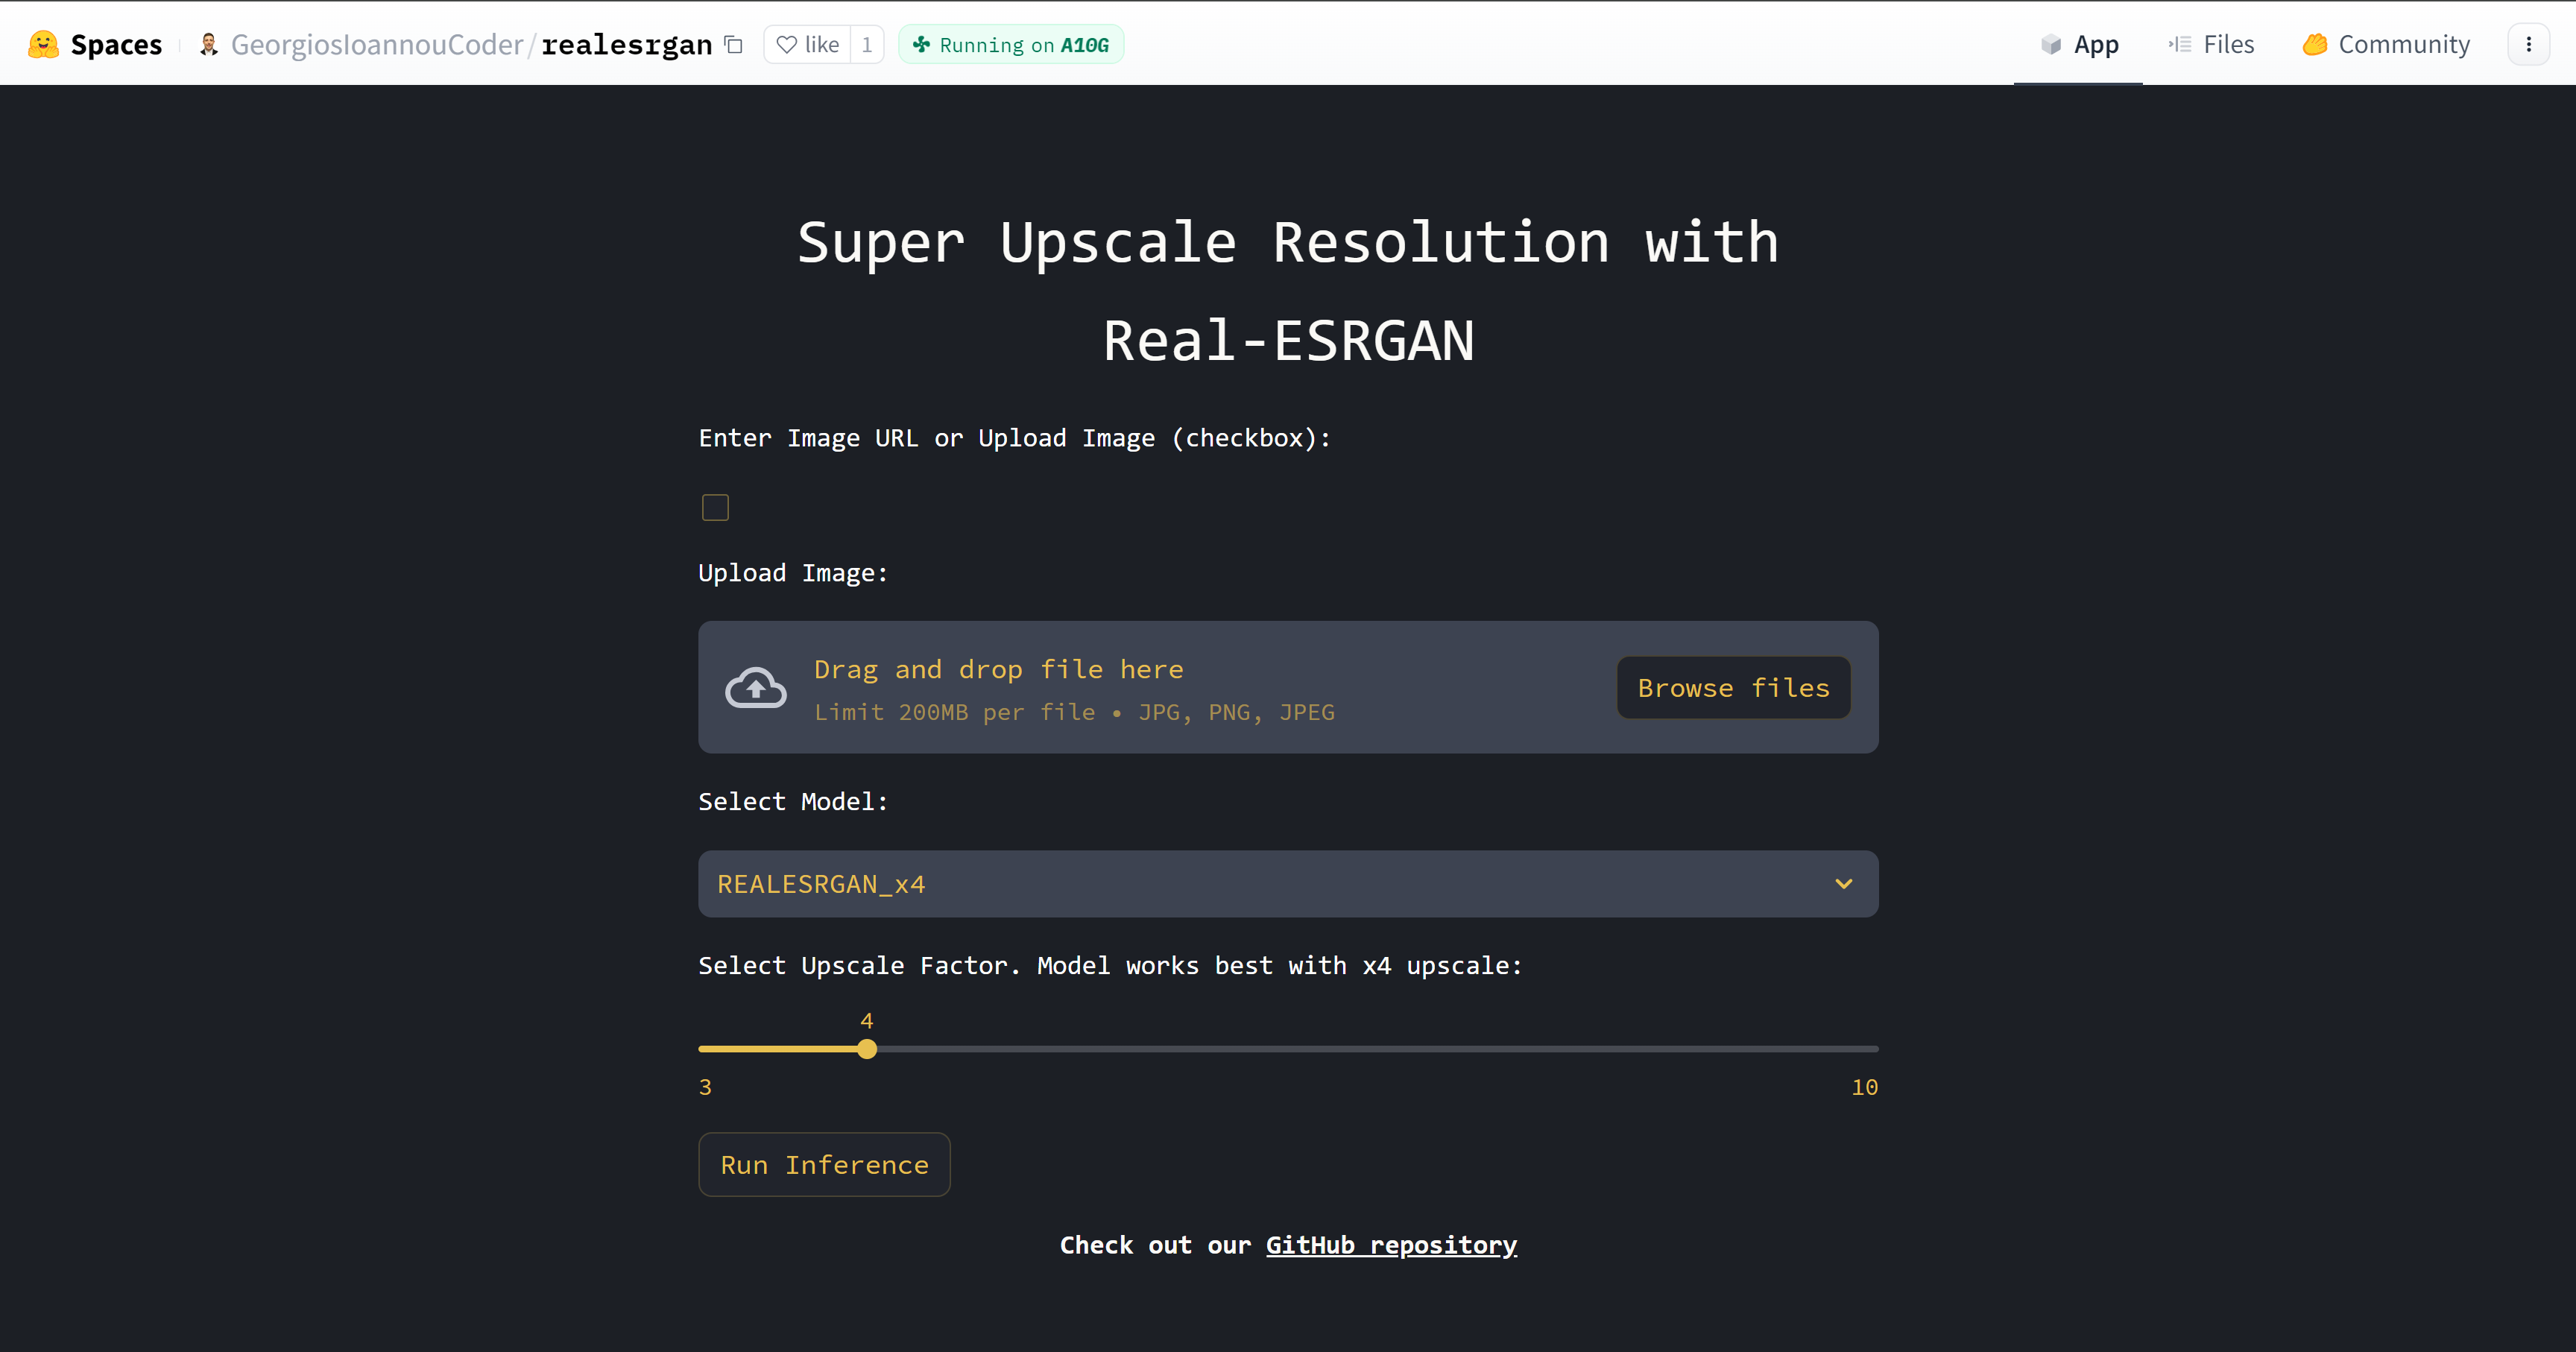 Spaces GeorgiosIoannouCoder/realesrgan like 1 Running on A10G App Files Community
Super Upscale Resolution with
Real-ESRGAN
Enter Image URL or Upload Image (checkbox):
Upload Image:
Drag and drop file here
Limit 200MB per file • JPG, PNG, JPEG
Browse files
Select Model:
REALESRGAN_x4
Select Upscale Factor. Model works best with x4 upscale:
4
3 10
Run Inference
Check out our GitHub repository